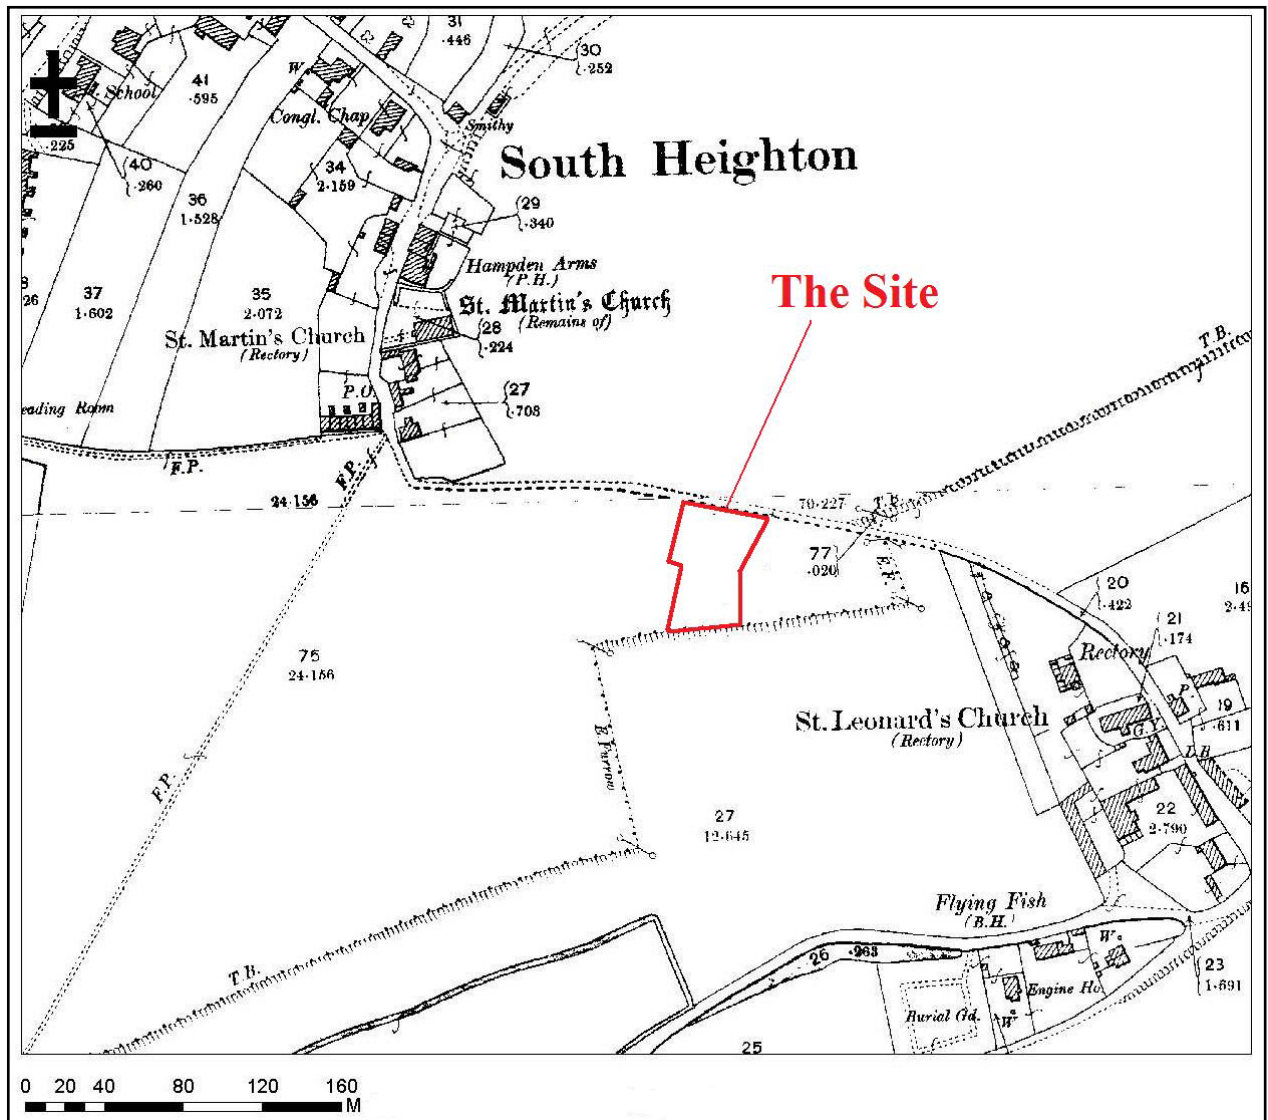 31
.446
30
.252
41
.595
School
W.
Congl. Chap.
Smithy
.225
South Heighton
40
.260
34
2.159
36
1.528
29
.340
Hampden Arms
(P.H.)
37
1.602
35
2.072
The Site
St. Martin's Church
(Remains of)
St. Martin's Church
(Rectory)
28
.224
T.B.
P.O.
27
.708
eading Room
F.P.
F.P.
24.156
70.227
T.B.
77
.020
E.F.
20
.422
16
21
.174
75
24.156
Rectory
P.
St. Leonard's Church
(Rectory)
19
.611
G.Y.
L.B.
E. Furrow
F.P.
27
12.645
22
2.790
Flying Fish
(B.H.)
26
.263
W.
T.B.
23
1.691
Engine Ho.
Burial Gd.
W.
25
0 20 40 80 120 160
M